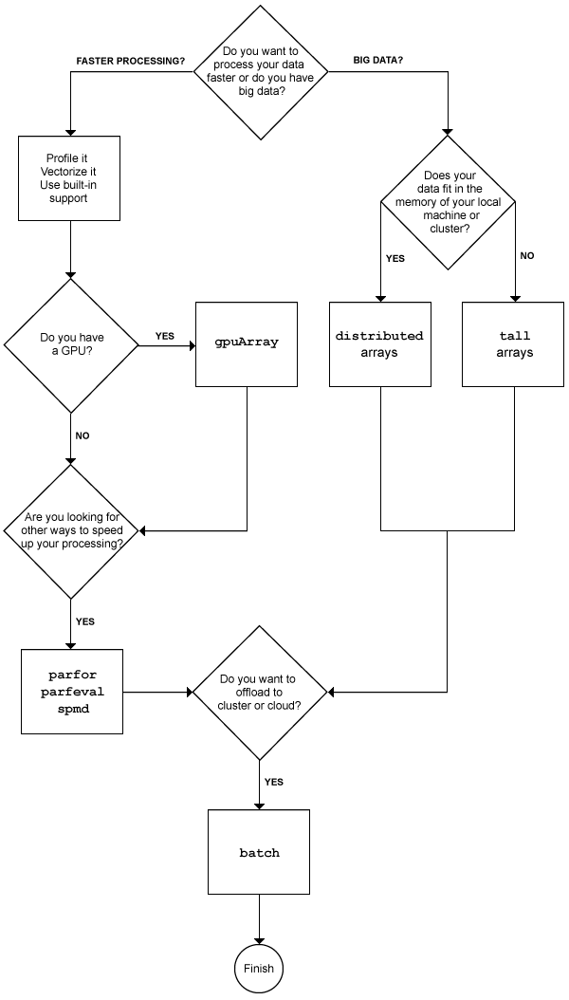 Do you want to
process your data
faster or do you have
big data?
FASTER PROCESSING?
BIG DATA?
Profile it
Vectorize it
Use built-in
support
Does your
data fit in the
memory of your local
machine or
cluster?
YES
NO
Do you have
a GPU?
YES
gpuArray
distributed
arrays
tall
arrays
NO
Are you looking for
other ways to speed
up your processing?
YES
parfor
parfeval
spmd
Do you want to
offload to
cluster or cloud?
YES
batch
Finish